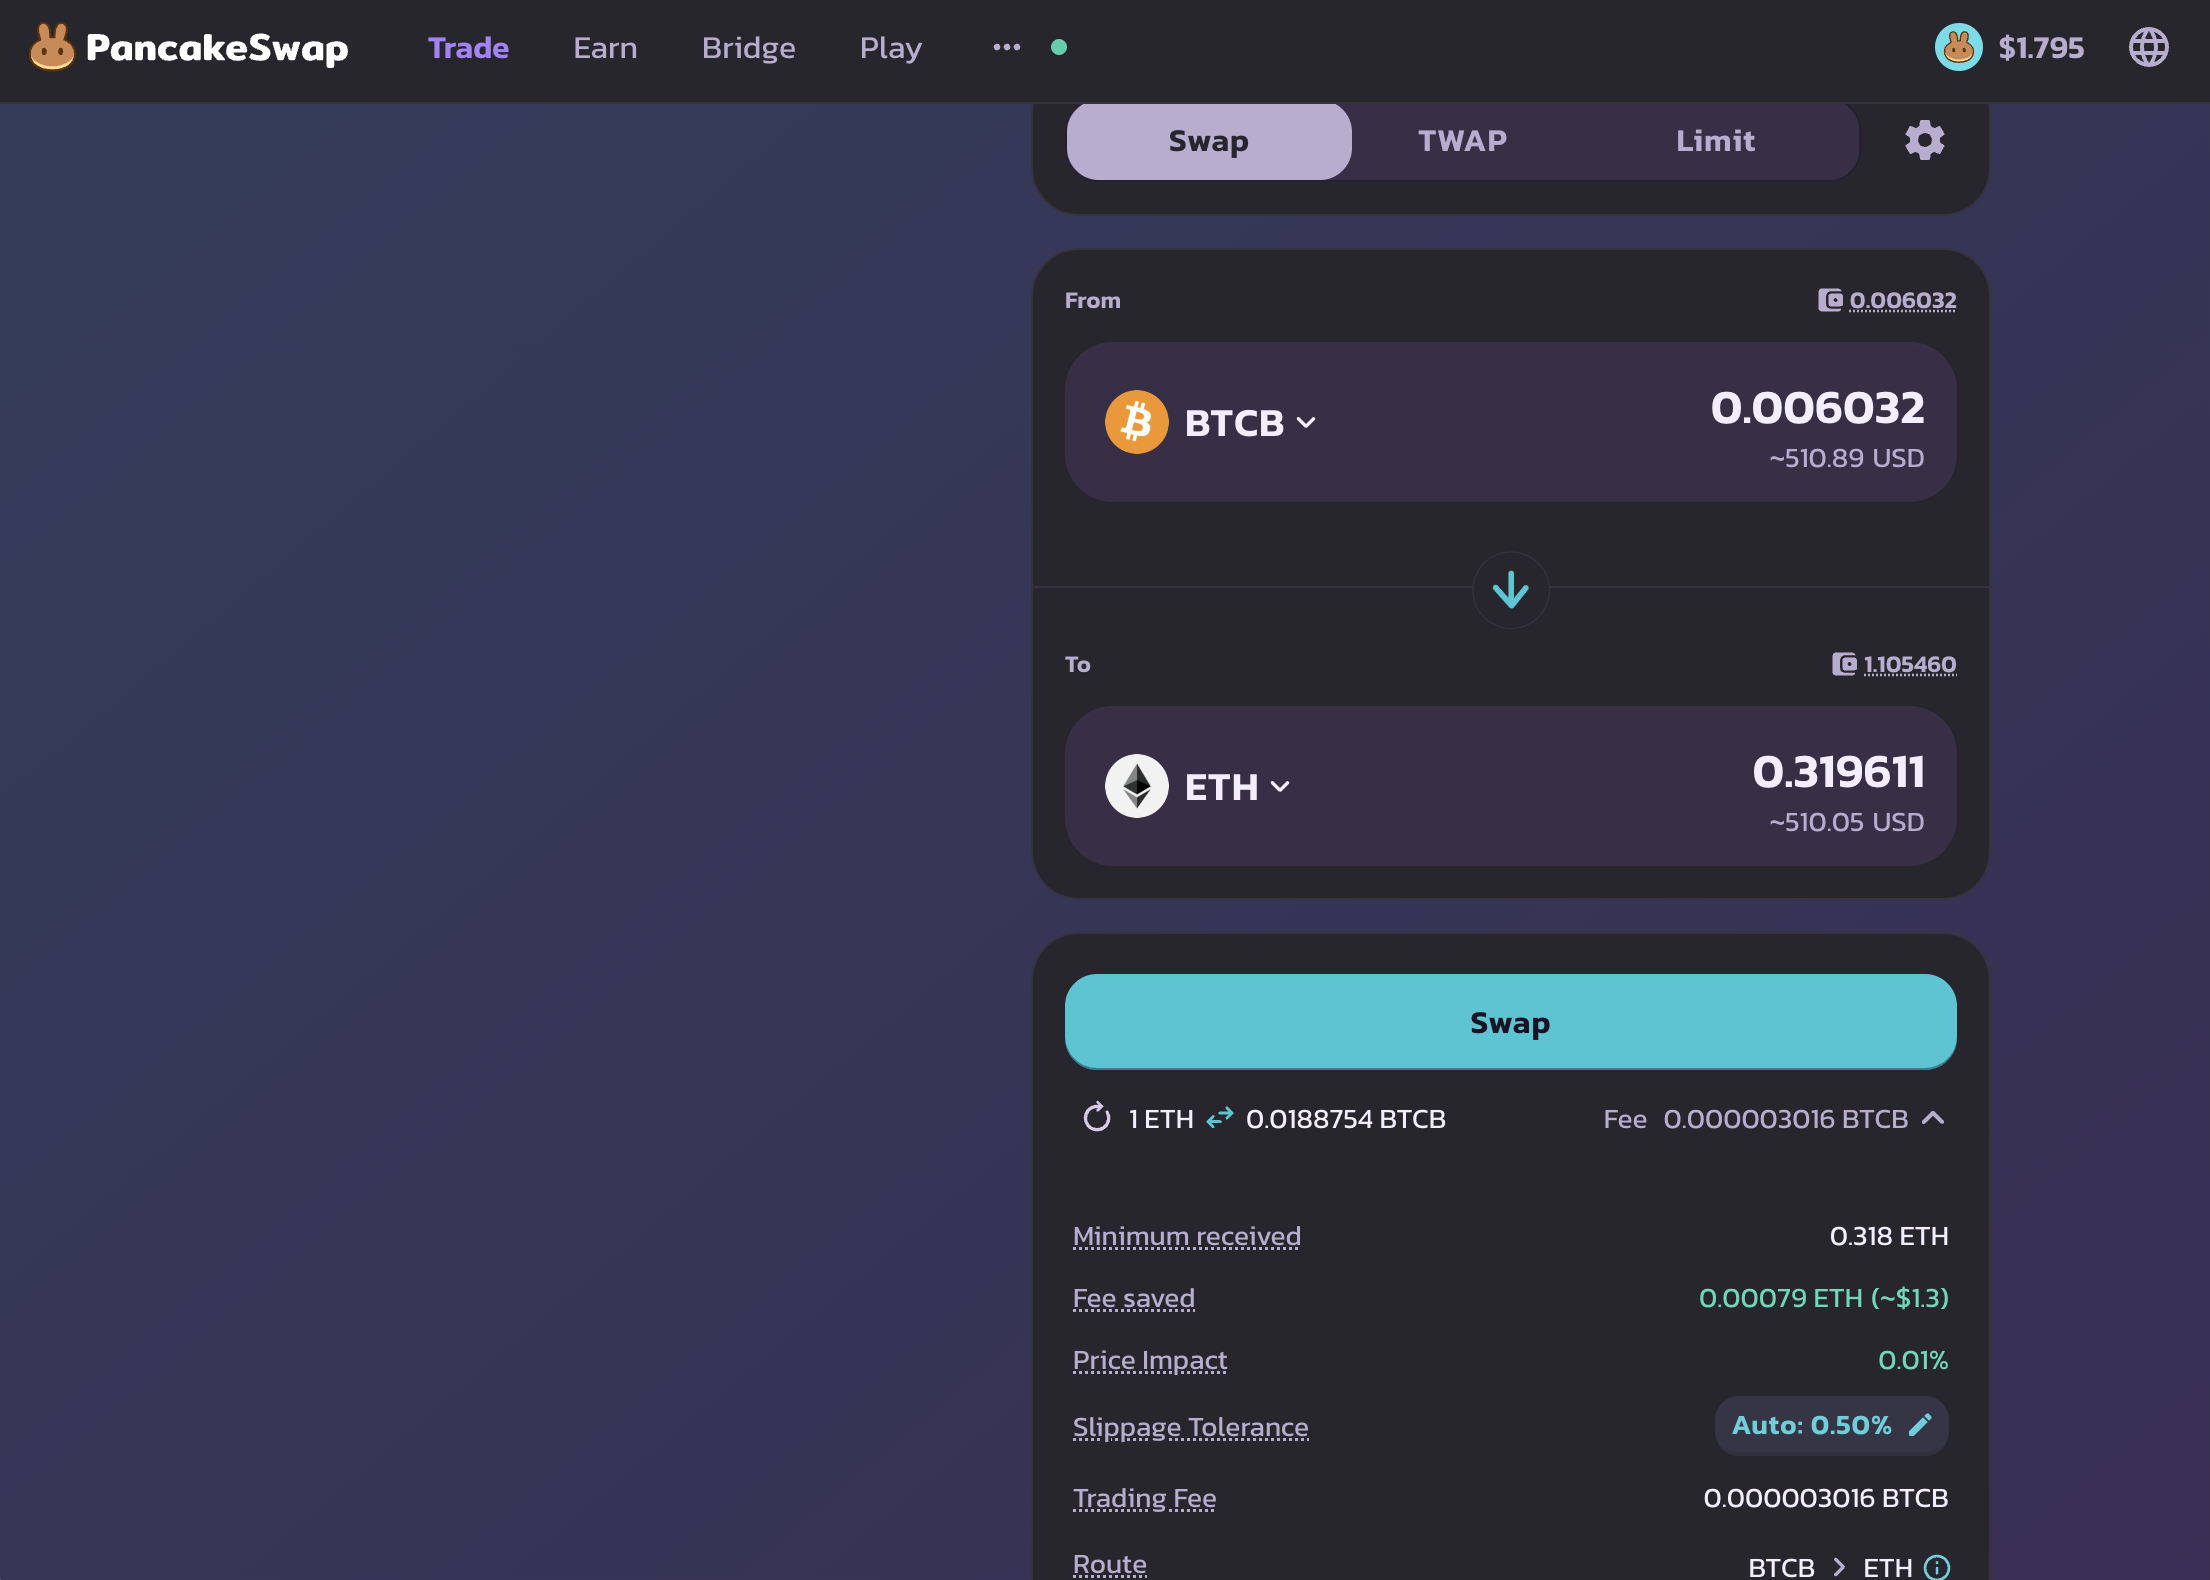 PancakeSwap Trade Earn Bridge Play ••• $1.795
Swap TWAP Limit
From 0.006032
BTCB 0.006032
~510.89 USD
To 1.105460
ETH 0.319611
~510.05 USD
Swap
1 ETH 0.0188754 BTCB Fee 0.000003016 BTCB
Minimum received 0.318 ETH
Fee saved 0.00079 ETH (~$1.3)
Price Impact 0.01%
Slippage Tolerance Auto: 0.50%
Trading Fee 0.000003016 BTCB
Route BTCB > ETH